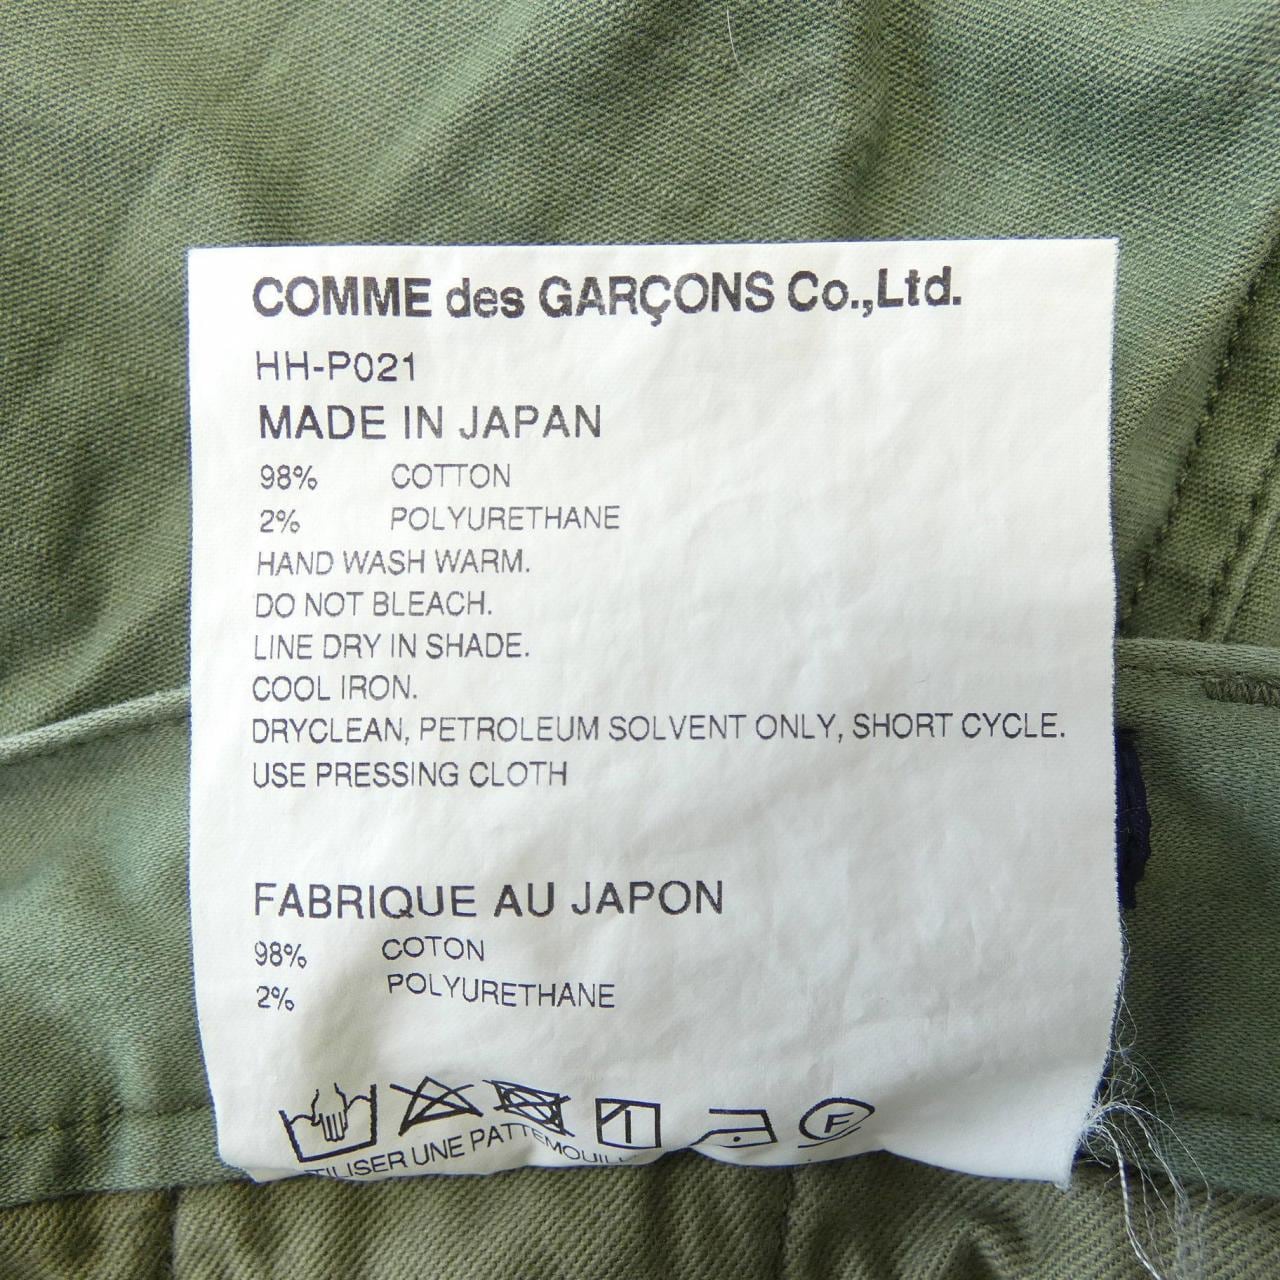 COMME des GARÇONS Co.,Ltd.
HH-P021
MADE IN JAPAN
98% COTTON
2% POLYURETHANE
HAND WASH WARM.
DO NOT BLEACH.
LINE DRY IN SHADE.
COOL IRON.
DRYCLEAN, PETROLEUM SOLVENT ONLY, SHORT CYCLE.
USE PRESSING CLOTH
FABRIQUE AU JAPON
98% COTON
2% POLYURETHANE
F
UNE